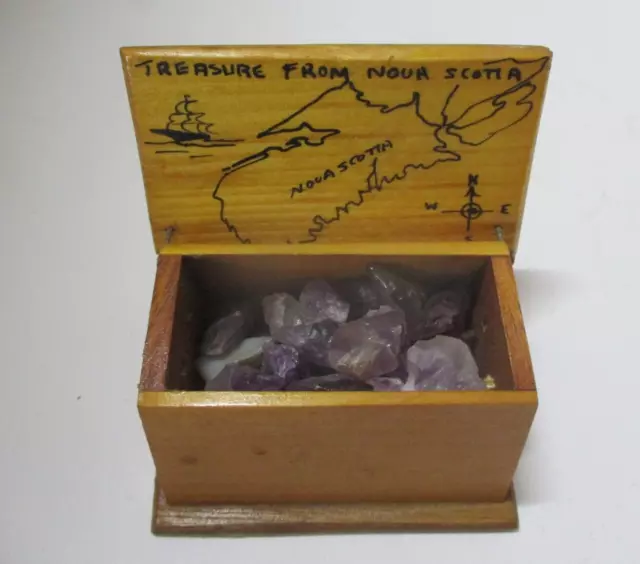 TREASURE FROM NOVA SCOTIA
NOVA SCOTIA
N
W E
S